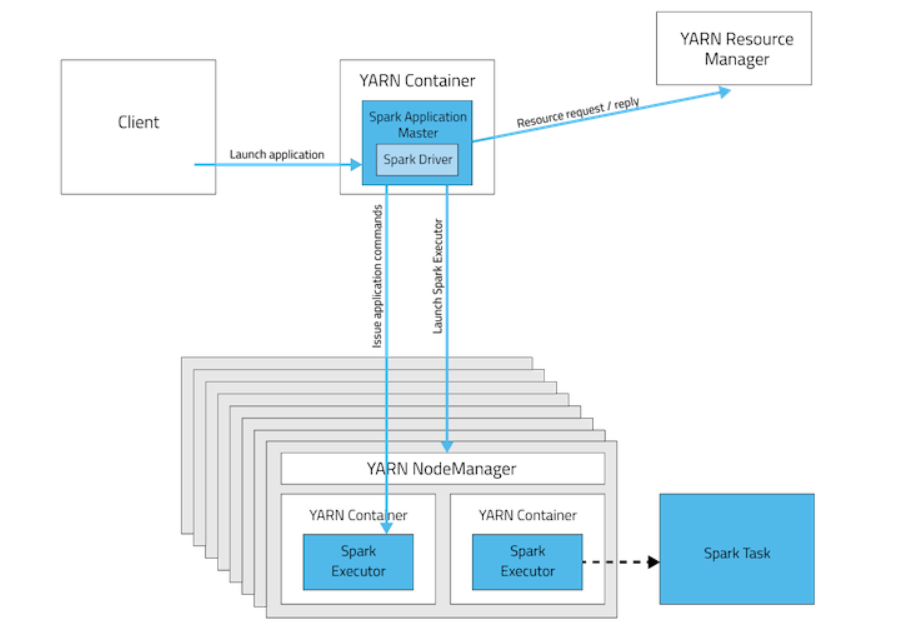 Client
Launch application
YARN Container
Spark Application
Master
Spark Driver
Resource request / reply
YARN Resource
Manager
Issue application commands
Launch Spark Executor
YARN NodeManager
YARN Container
Spark
Executor
YARN Container
Spark
Executor
Spark Task